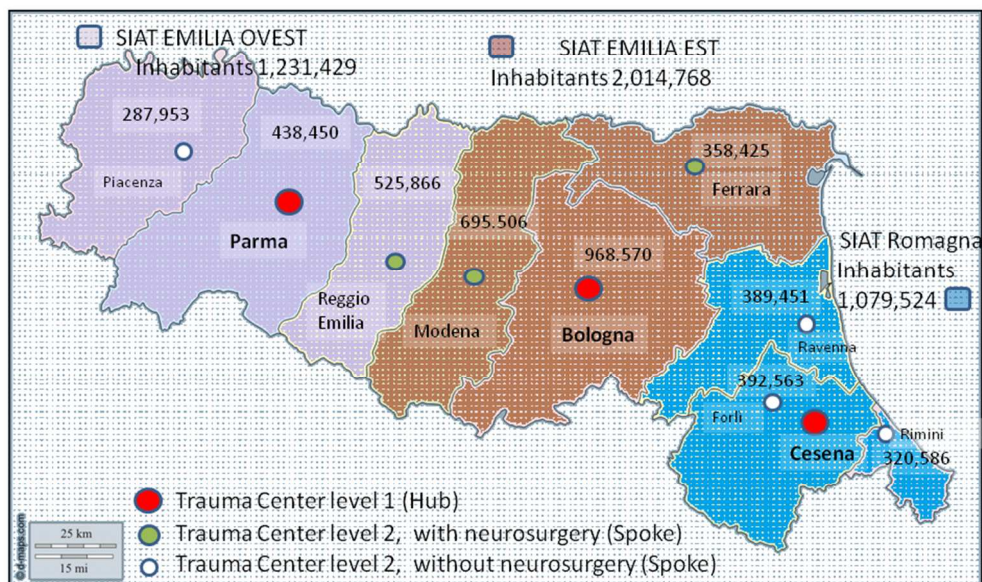 SIAT EMILIA OVEST
Inhabitants 1,231,429
SIAT EMILIA EST
Inhabitants 2,014,768
287,953
Piacenza
438,450
Parma
525,866
Reggio
Emilia
695.506
Modena
968.570
Bologna
358,425
Ferrara
SIAT Romagna
Inhabitants
1,079,524
389,451
Ravenna
392,563
Forlì
Cesena
Rimini
320,586
Trauma Center level 1 (Hub)
Trauma Center level 2, with neurosurgery (Spoke)
Trauma Center level 2, without neurosurgery (Spoke)
25 km
15 mi
© d-maps.com